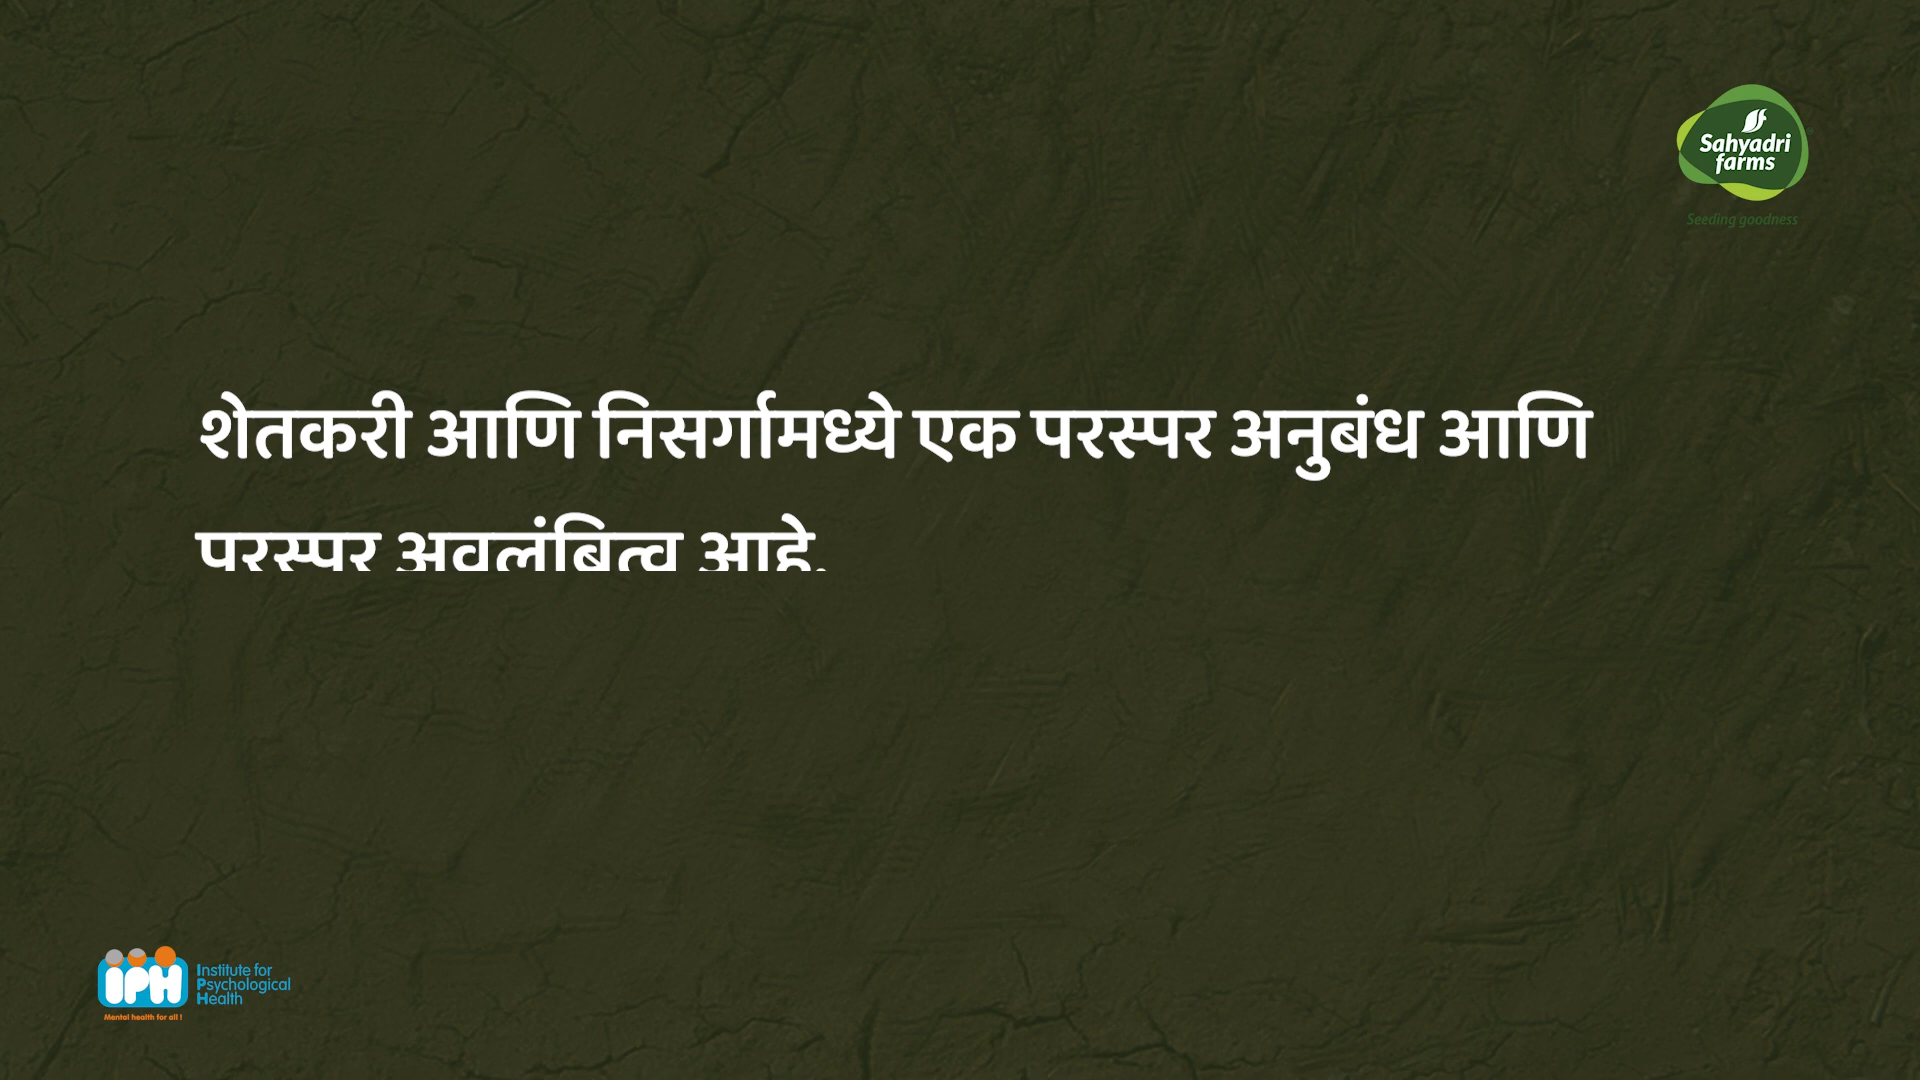 Sahyadri
farms
Seeding goodness
शेतकरी आणि निसर्गामध्ये एक परस्पर अनुबंध आणि
परस्पर अवलंबित्व आहे.
iPH
Institute for
Psychological
Health
Mental health for all !